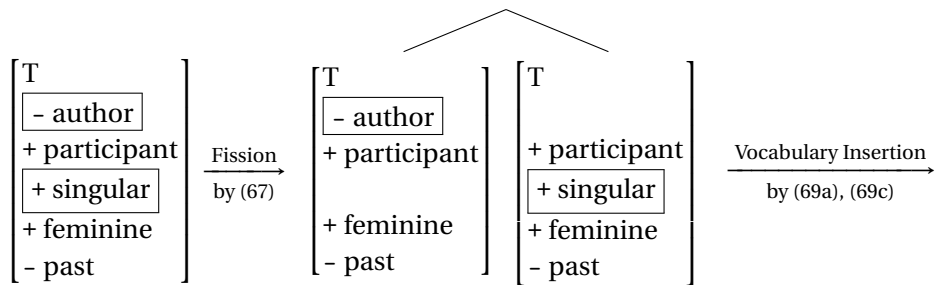 T
– author
+ participant
+ singular
+ feminine
– past
Fission
by (67)
T
– author
+ participant
+ feminine
– past
T
+ participant
+ singular
+ feminine
– past
Vocabulary Insertion
by (69a), (69c)